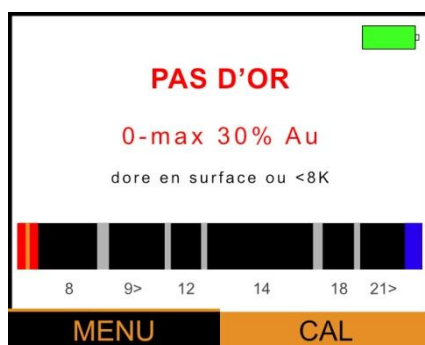 PAS D'OR
0-max 30% Au
dore en surface ou <8K
8 9> 12 14 18 21>
MENU CAL